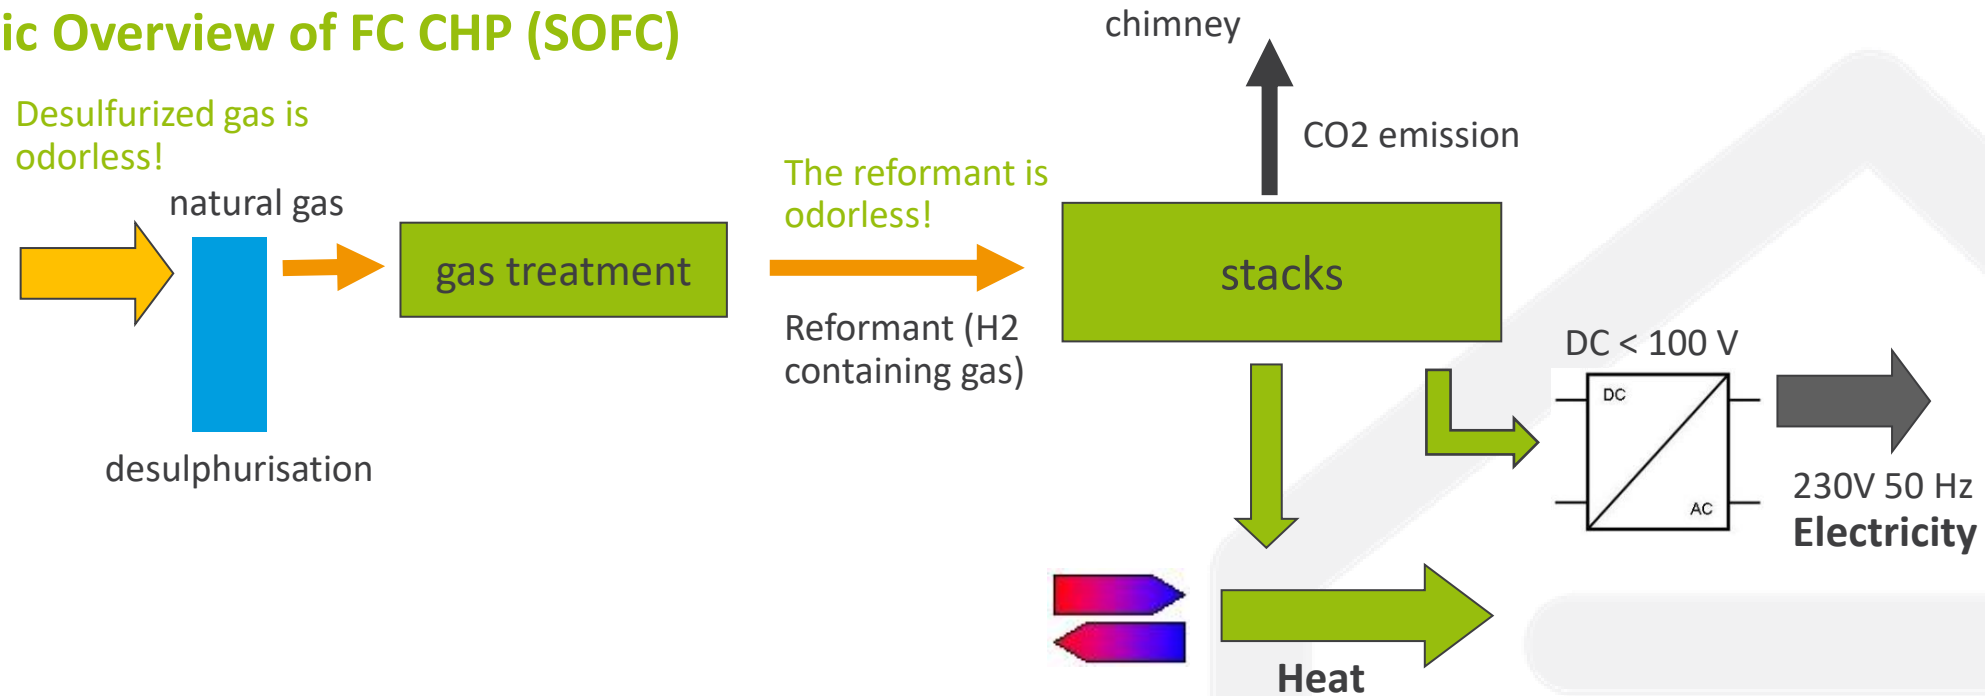 ic Overview of FC CHP (SOFC)
chimney
Desulfurized gas is
odorless!
CO2 emission
The reformant is
odorless!
natural gas
gas treatment
stacks
Reformant (H2
containing gas)
DC < 100 V
DC
AC
desulphurisation
230V 50 Hz
Electricity
Heat